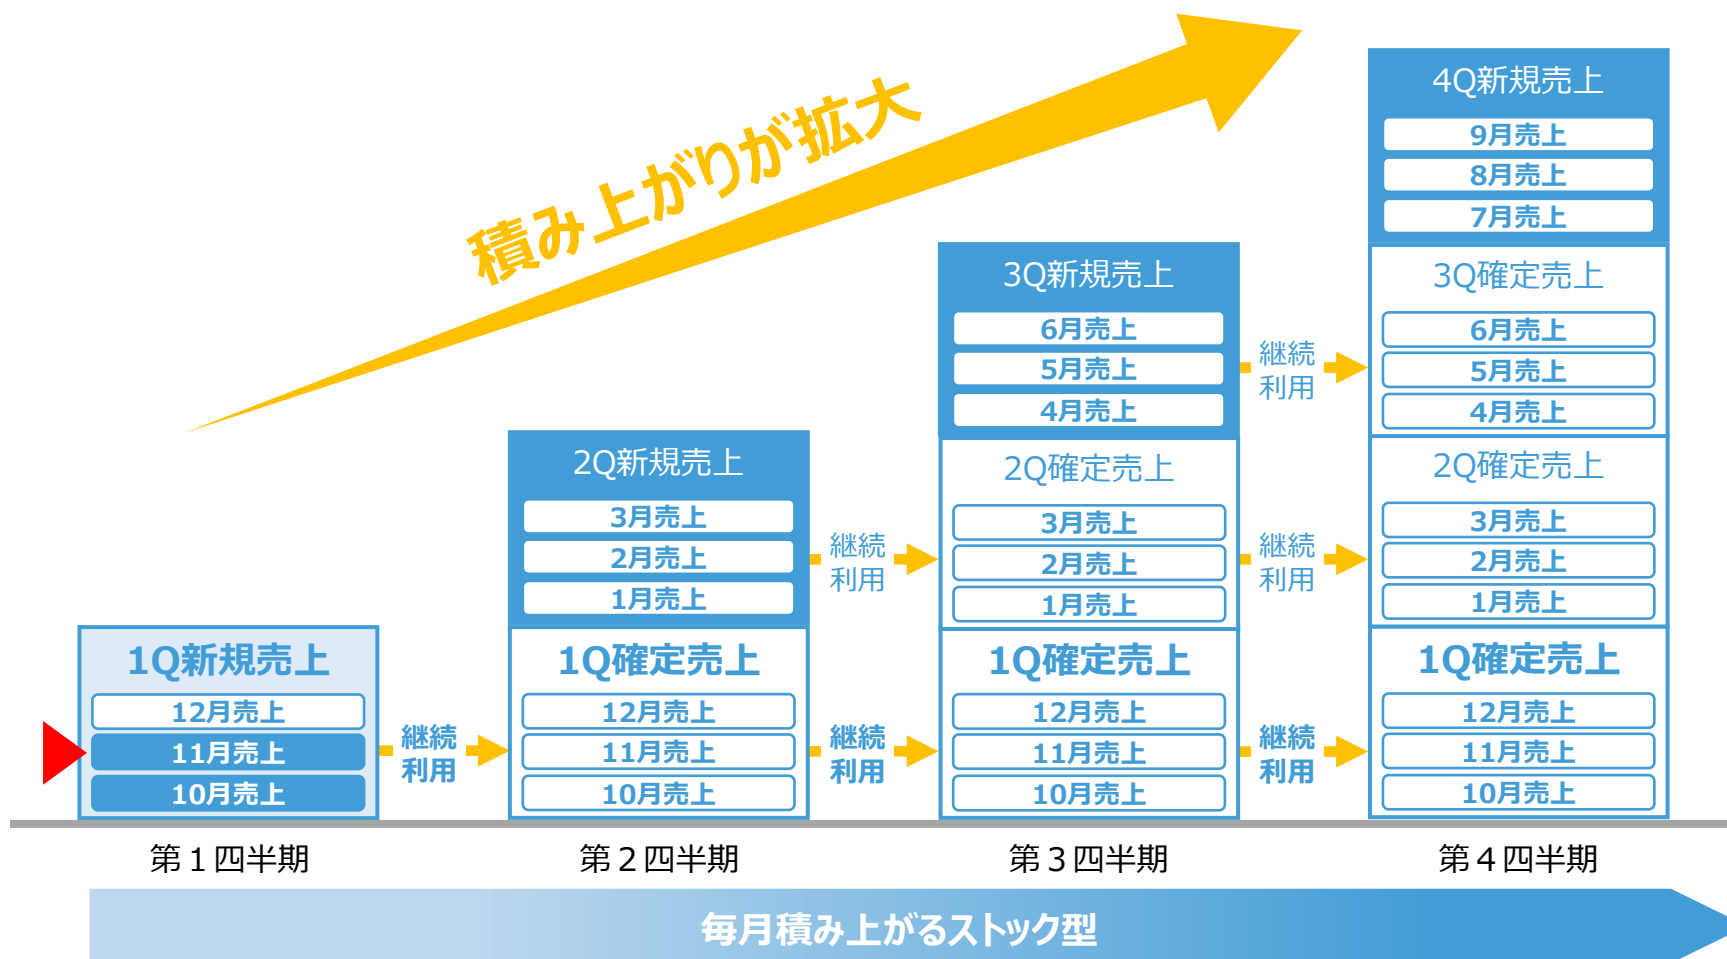 積み上がりが拡大
1Q新規売上
12月売上
11月売上
10月売上
継続
利用
2Q新規売上
3月売上
2月売上
1月売上
1Q確定売上
12月売上
11月売上
10月売上
継続
利用
継続
利用
3Q新規売上
6月売上
5月売上
4月売上
2Q確定売上
3月売上
2月売上
1月売上
1Q確定売上
12月売上
11月売上
10月売上
継続
利用
継続
利用
継続
利用
4Q新規売上
9月売上
8月売上
7月売上
3Q確定売上
6月売上
5月売上
4月売上
2Q確定売上
3月売上
2月売上
1月売上
1Q確定売上
12月売上
11月売上
10月売上
第１四半期
第２四半期
第３四半期
第４四半期
毎月積み上がるストック型